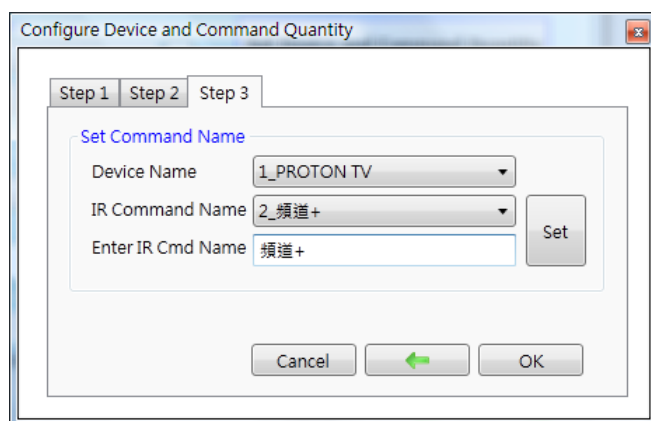 Configure Device and Command Quantity
Step 1 Step 2 Step 3
Set Command Name
Device Name 1_PROTON TV
IR Command Name 2_頻道+
Set
Enter IR Cmd Name 頻道+
Cancel OK